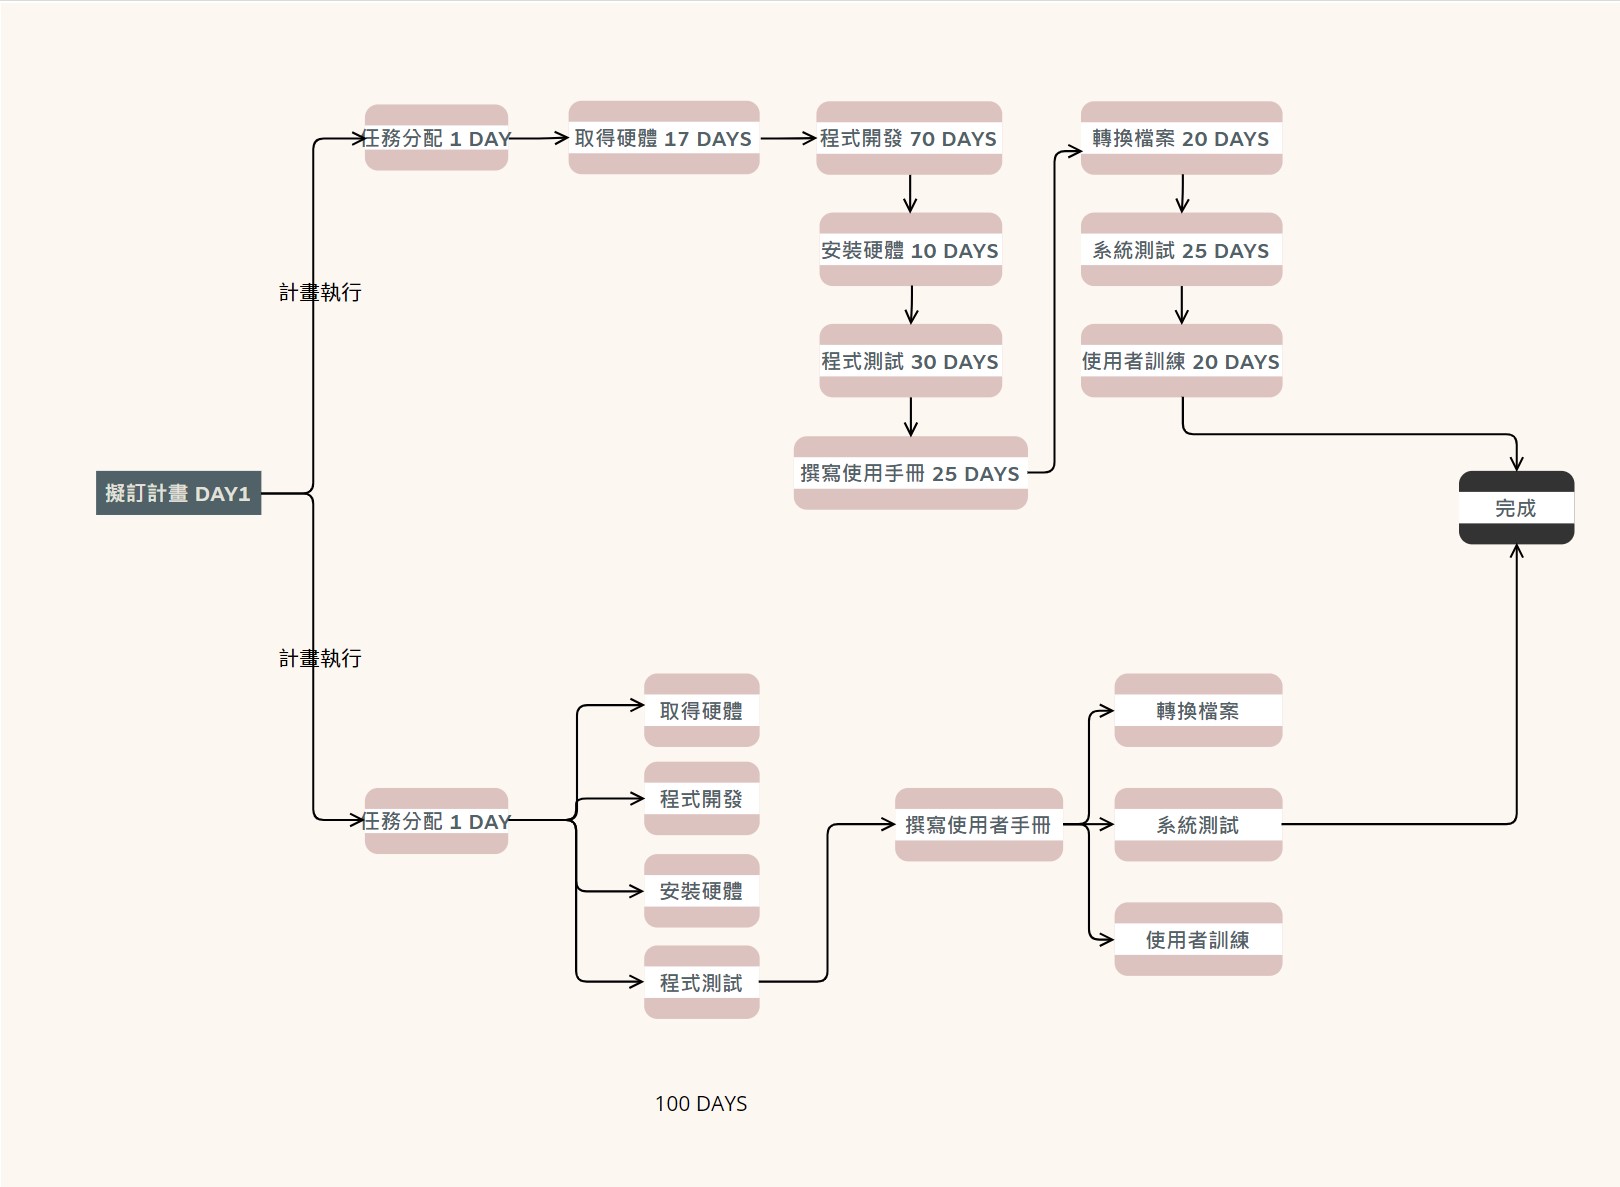 任務分配 1 DAY
取得硬體 17 DAYS
程式開發 70 DAYS
轉換檔案 20 DAYS
安裝硬體 10 DAYS
系統測試 25 DAYS
計畫執行
程式測試 30 DAYS
使用者訓練 20 DAYS
撰寫使用手冊 25 DAYS
擬訂計畫 DAY1
完成
計畫執行
取得硬體
轉換檔案
程式開發
任務分配 1 DAY
撰寫使用者手冊
系統測試
安裝硬體
使用者訓練
程式測試
100 DAYS